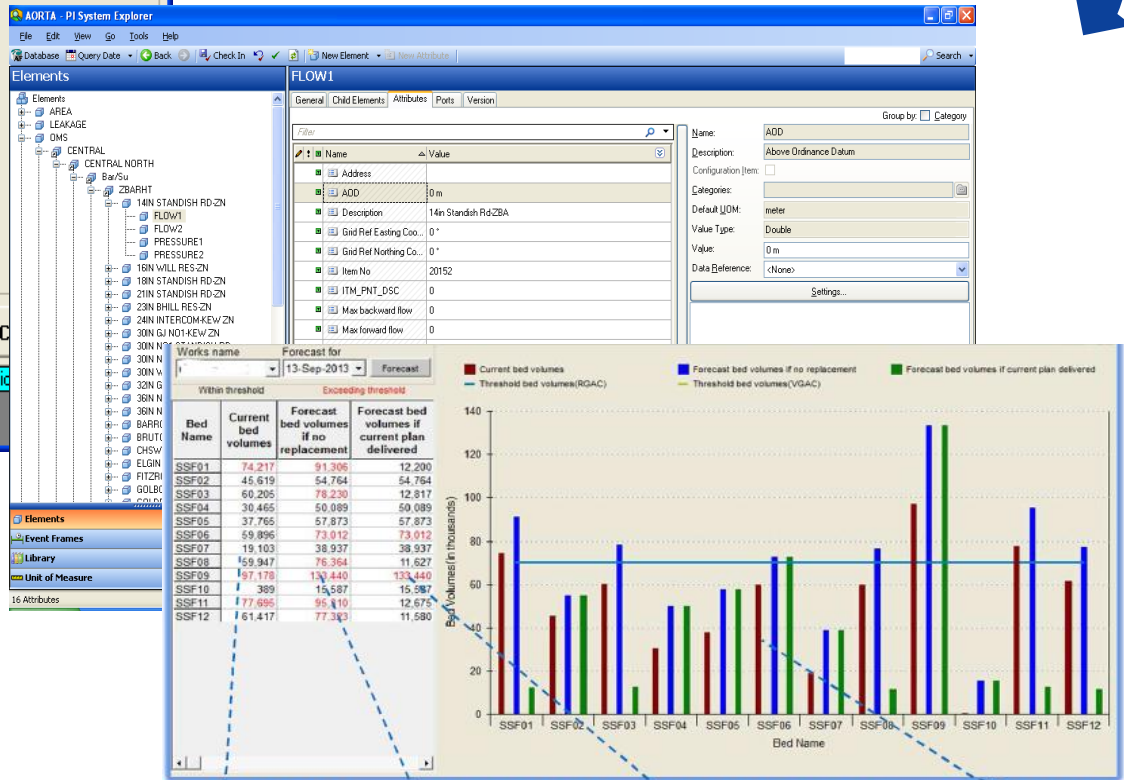 AORTA - PI System Explorer
File Edit View Go Tools Help
Database Query Date Back Check In New Element New Attribute Search
Elements
Elements
AREA
LEAKAGE
OMS
CENTRAL
CENTRAL NORTH
Bar/Su
ZBARHT
14IN STANDISH RD-ZN
FLOW1
FLOW2
PRESSURE1
PRESSURE2
16IN WILL RES-ZN
18IN STANDISH RD-ZN
21IN STANDISH RD-ZN
23IN BHILL RES-ZN
24IN INTERCOM-KEW ZN
30IN GJ NO1-KEW ZN
30IN N
30IN N
30IN W
32IN G
36IN N
36IN N
BARRO
BRUTO
CHSW
ELGIN
FITZR
GOLBO
Elements
Event Frames
Library
Unit of Measure
16 Attributes
FLOW1
General Child Elements Attributes Ports Version
Group by: Category
Filter
Name Value
Address
AOD 0 m
Description 14in Standish Rd-ZBA
Grid Ref Easting Coo... 0 °
Grid Ref Northing Co... 0 °
Item No 20152
ITM_PNT_DSC 0
Max backward flow 0
Max forward flow 0
Name: AOD
Description: Above Ordinance Datum
Configuration Item:
Categories:
Default UOM: meter
Value Type: Double
Value: 0 m
Data Reference: <None>
Settings...
Works name Forecast for
13-Sep-2013 Forecast
Within threshold Exceeding threshold
Bed Name Current bed volumes Forecast bed volumes if no replacement Forecast bed volumes if current plan delivered
SSF01 74,217 91,306 12,200
SSF02 45,619 54,764 54,764
SSF03 60,205 78,230 12,817
SSF04 30,465 50,089 50,089
SSF05 37,765 57,873 57,873
SSF06 59,896 73,012 73,012
SSF07 19,103 38,937 38,937
SSF08 59,947 76,364 11,627
SSF09 97,178 133,440 133,440
SSF10 389 15,587 15,587
SSF11 77,695 12,675
SSF12 61,417 77,383 11,580
Current bed volumes Forecast bed volumes if no replacement Forecast bed volumes if current plan delivered
Threshold bed volumes(RGAC) Threshold bed volumes(VGAC)
Bed Volumes(in thousands)
140
120
100
80
60
40
20
0
SSF01 SSF02 SSF03 SSF04 SSF05 SSF06 SSF07 SSF08 SSF09 SSF10 SSF11 SSF12
Bed Name